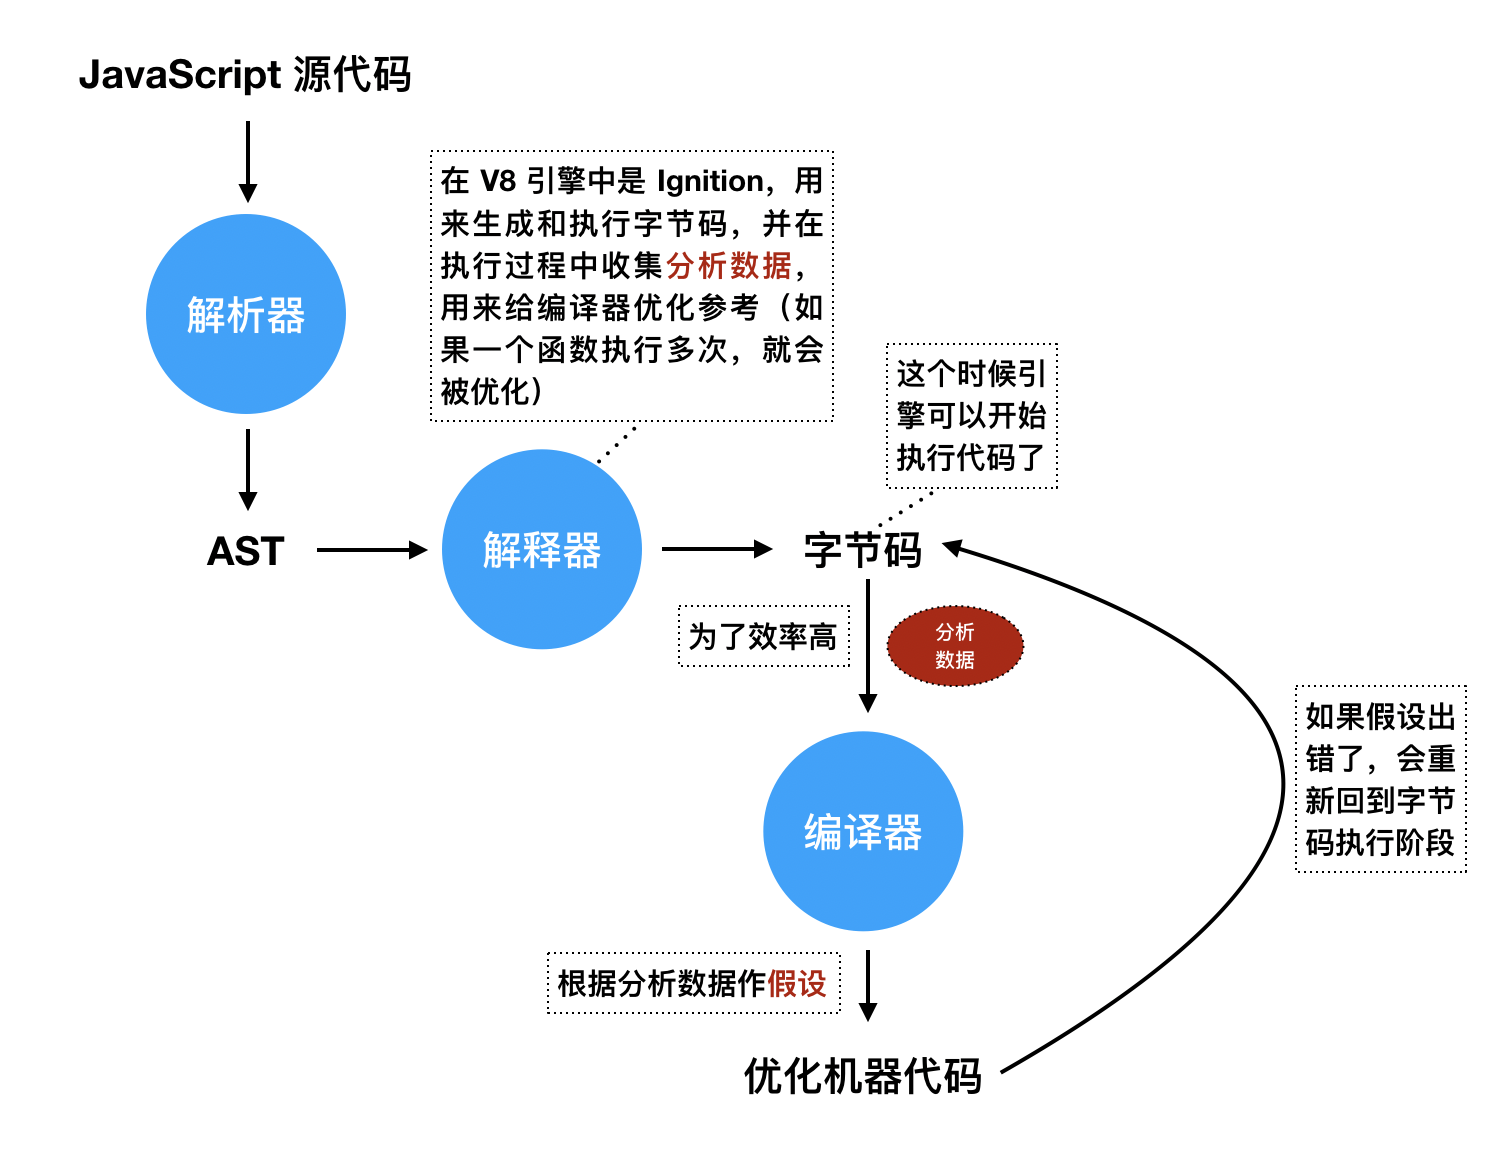 JavaScript 源代码
在 V8 引擎中是 Ignition，用
来生成和执行字节码，并在
执行过程中收集分析数据，
用来给编译器优化参考（如
果一个函数执行多次，就会
被优化）
解析器
这个时候引
擎可以开始
执行代码了
AST
解释器
字节码
为了效率高
分析
数据
如果假设出
错了，会重
新回到字节
码执行阶段
编译器
根据分析数据作假设
优化机器代码